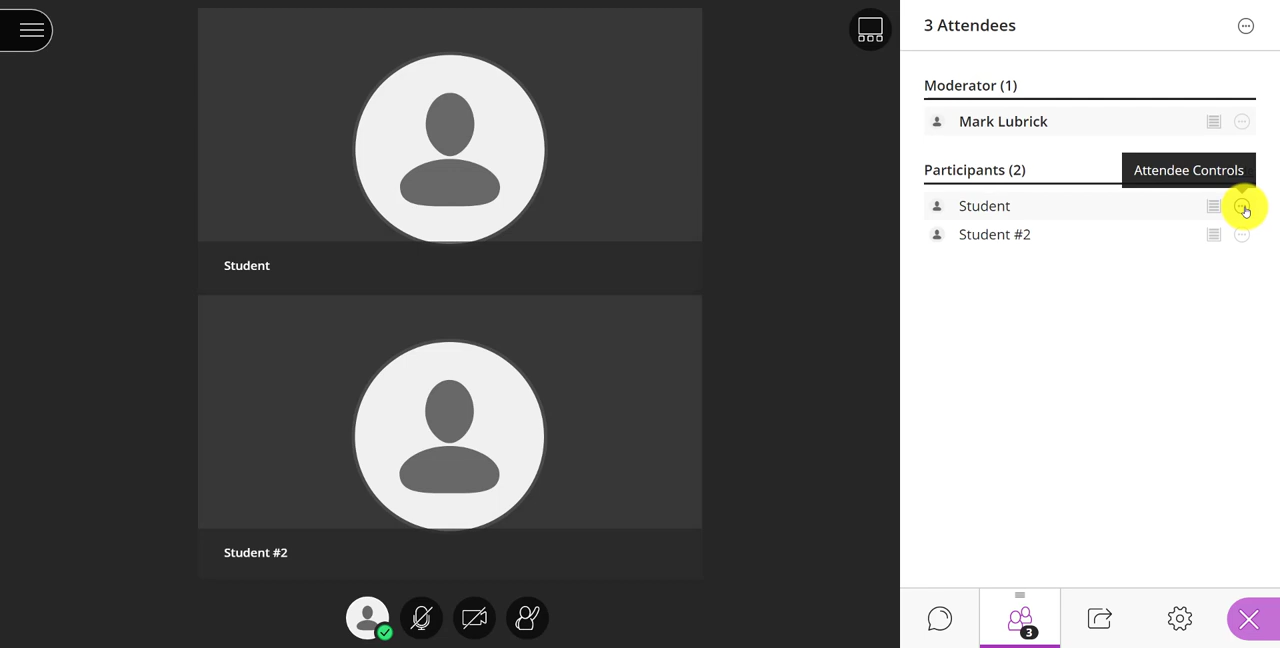 3 Attendees
Moderator (1)
Mark Lubrick
Participants (2)
Attendee Controls
Student
Student #2
Student
Student #2
3